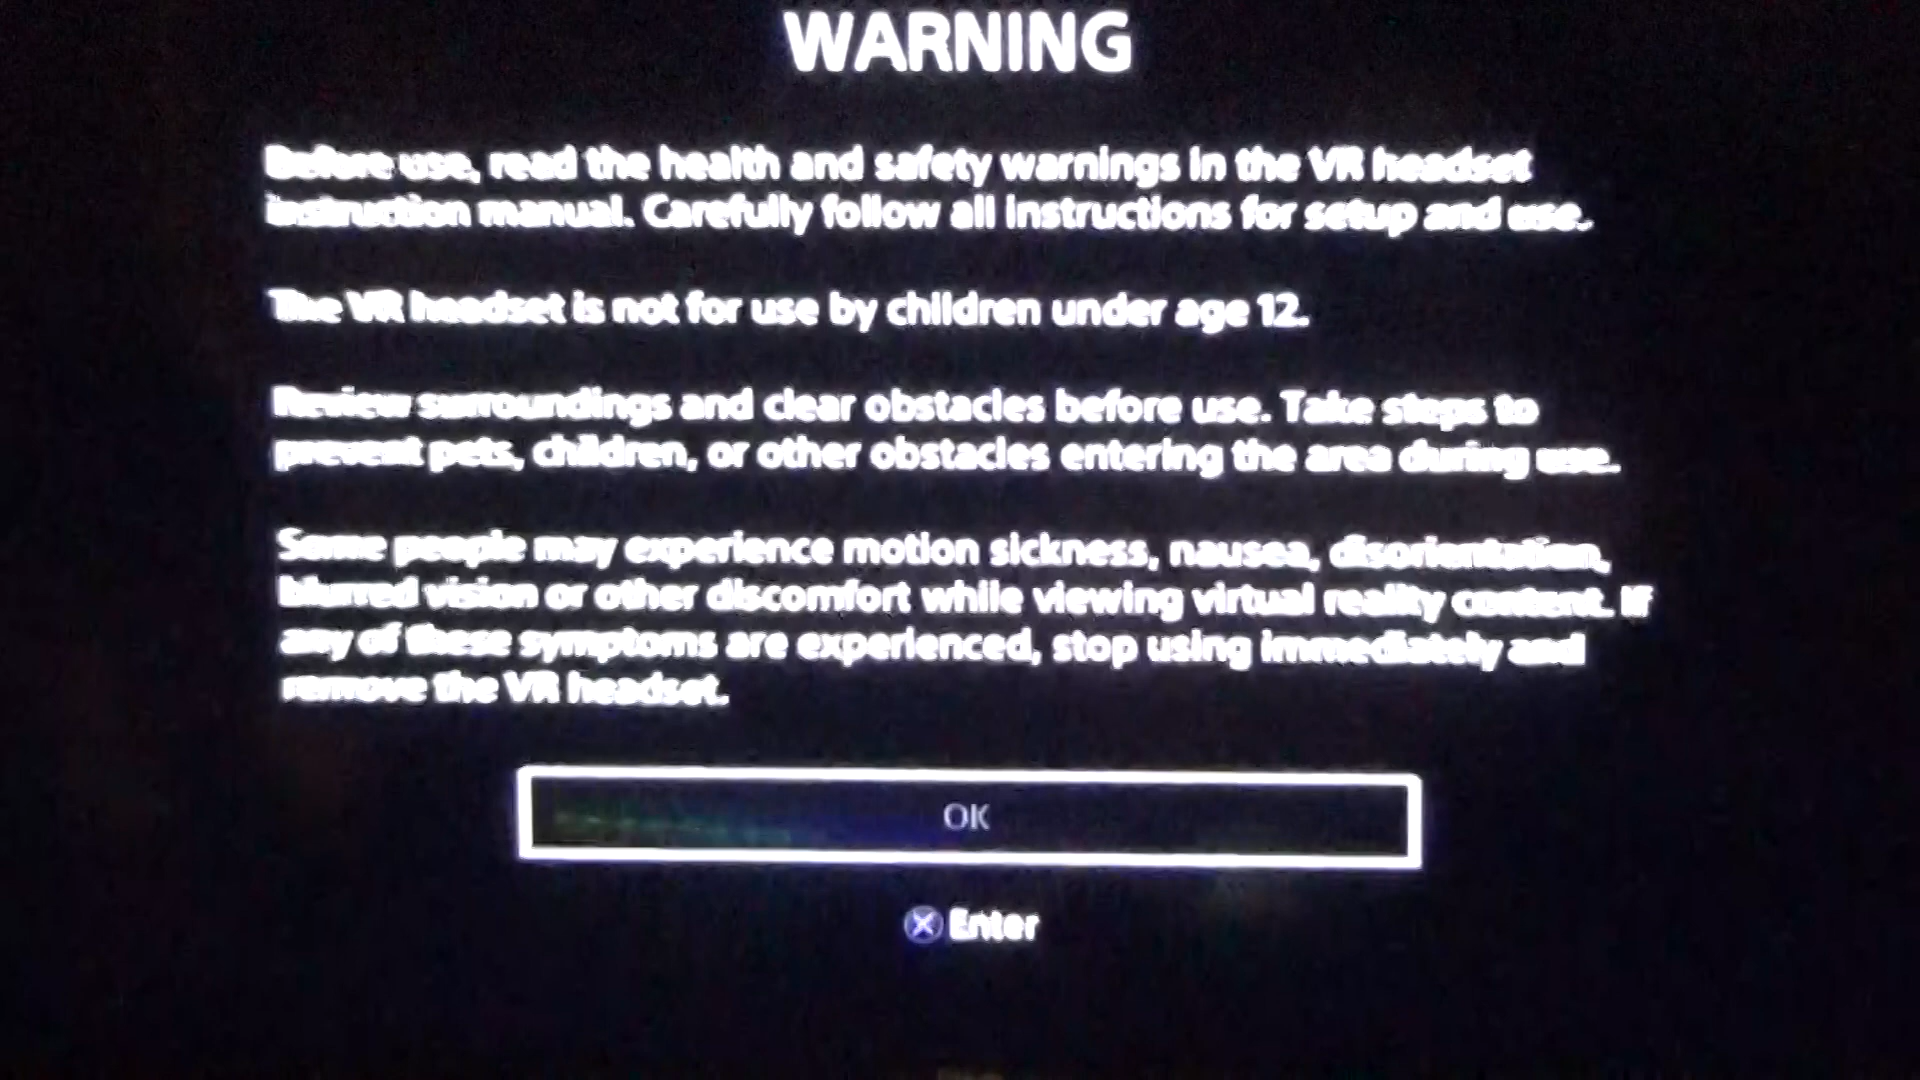 WARNING
Before use, read the health and safety warnings in the VR headset
instruction manual. Carefully follow all instructions for setup and use.
The VR headset is not for use by children under age 12.
Review surroundings and clear obstacles before use. Take steps to
prevent pets, children, or other obstacles entering the area during use.
Some people may experience motion sickness, nausea, disorientation,
blurred vision or other discomfort while viewing virtual reality content. If
any of these symptoms are experienced, stop using immediately and
remove the VR headset.
OK
Enter